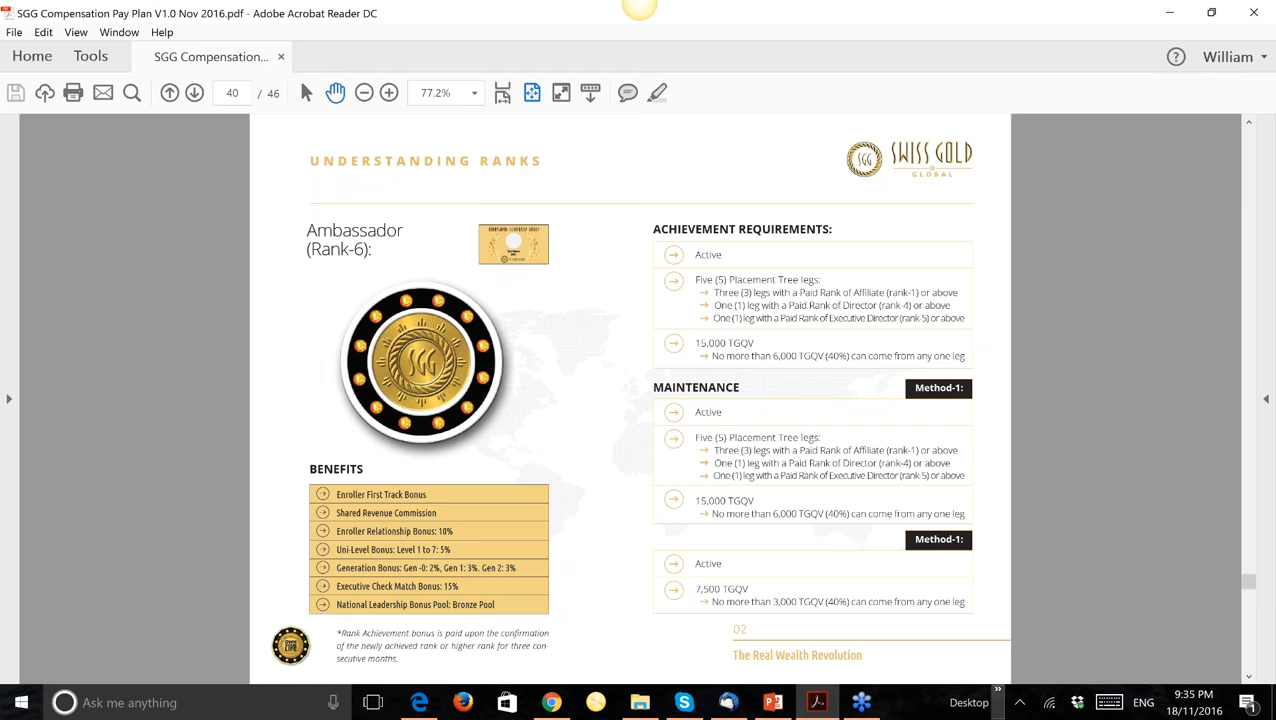 SGG Compensation Pay Plan V1.0 Nov 2016.pdf - Adobe Acrobat Reader DC
File Edit View Window Help
Home Tools SGG Compensation... × William
40 / 46 77.2%
UNDERSTANDING RANKS
SGG SWISS GOLD
GLOBAL
Ambassador
(Rank-6):
SGG
BENEFITS
Enroller First Track Bonus
Shared Revenue Commission
Enroller Relationship Bonus: 10%
Uni-Level Bonus: Level 1 to 7: 5%
Generation Bonus: Gen -0: 2%, Gen 1: 3%. Gen 2: 3%
Executive Check Match Bonus: 15%
National Leadership Bonus Pool: Bronze Pool
*Rank Achievement bonus is paid upon the confirmation
of the newly achieved rank or higher rank for three con-
secutive months.
ACHIEVEMENT REQUIREMENTS:
Active
Five (5) Placement Tree legs:
Three (3) legs with a Paid Rank of Affiliate (rank-1) or above
One (1) leg with a Paid Rank of Director (rank-4) or above
One (1) leg with a Paid Rank of Executive Director (rank-5) or above
15,000 TGQV
No more than 6,000 TGQV (40%) can come from any one leg
MAINTENANCE Method-1:
Active
Five (5) Placement Tree legs:
Three (3) legs with a Paid Rank of Affiliate (rank-1) or above
One (1) leg with a Paid Rank of Director (rank-4) or above
One (1) leg with a Paid Rank of Executive Director (rank-5) or above
15,000 TGQV
No more than 6,000 TGQV (40%) can come from any one leg
Method-1:
Active
7,500 TGQV
No more than 3,000 TGQV (40%) can come from any one leg
02
The Real Wealth Revolution
Ask me anything Desktop ENG 9:35 PM
18/11/2016